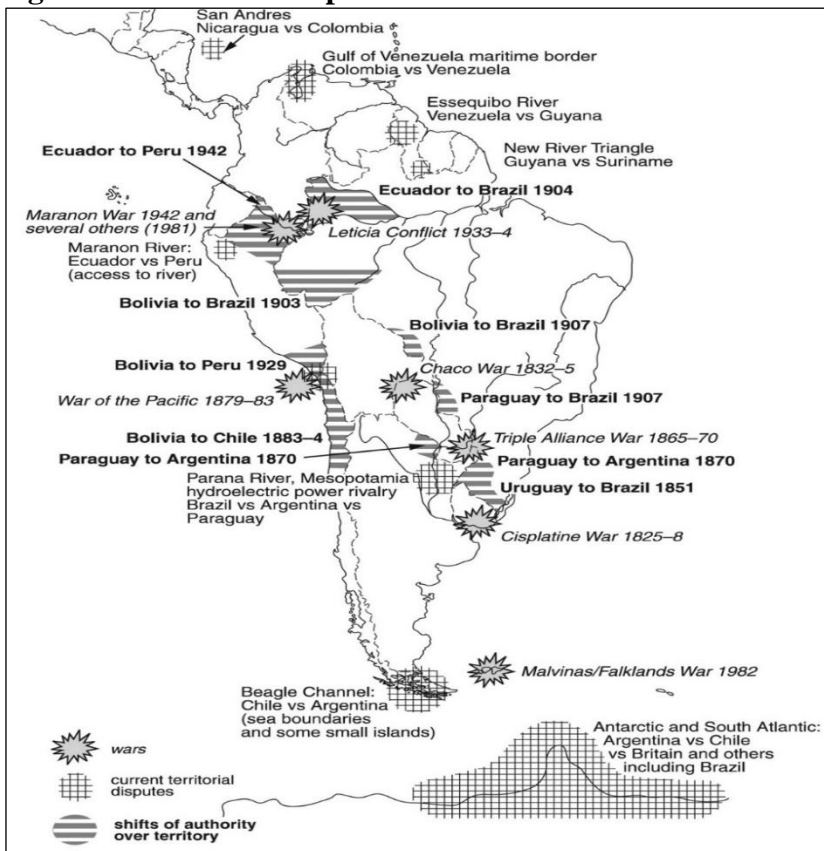 San Andres
Nicaragua vs Colombia
Gulf of Venezuela maritime border
Colombia vs Venezuela
Essequibo River
Venezuela vs Guyana
New River Triangle
Guyana vs Suriname
Ecuador to Peru 1942
Ecuador to Brazil 1904
Maranon War 1942 and
several others (1981)
Leticia Conflict 1933–4
Maranon River:
Ecuador vs Peru
(access to river)
Bolivia to Brazil 1903
Bolivia to Brazil 1907
Bolivia to Peru 1929
Chaco War 1832–5
War of the Pacific 1879–83
Paraguay to Brazil 1907
Bolivia to Chile 1883–4
Triple Alliance War 1865–70
Paraguay to Argentina 1870
Paraguay to Argentina 1870
Parana River, Mesopotamia
hydroelectric power rivalry
Brazil vs Argentina vs
Paraguay
Uruguay to Brazil 1851
Cisplatine War 1825–8
Malvinas/Falklands War 1982
Beagle Channel:
Chile vs Argentina
(sea boundaries
and some small islands)
Antarctic and South Atlantic:
Argentina vs Chile
vs Britain and others
including Brazil
wars
current territorial
disputes
shifts of authority
over territory